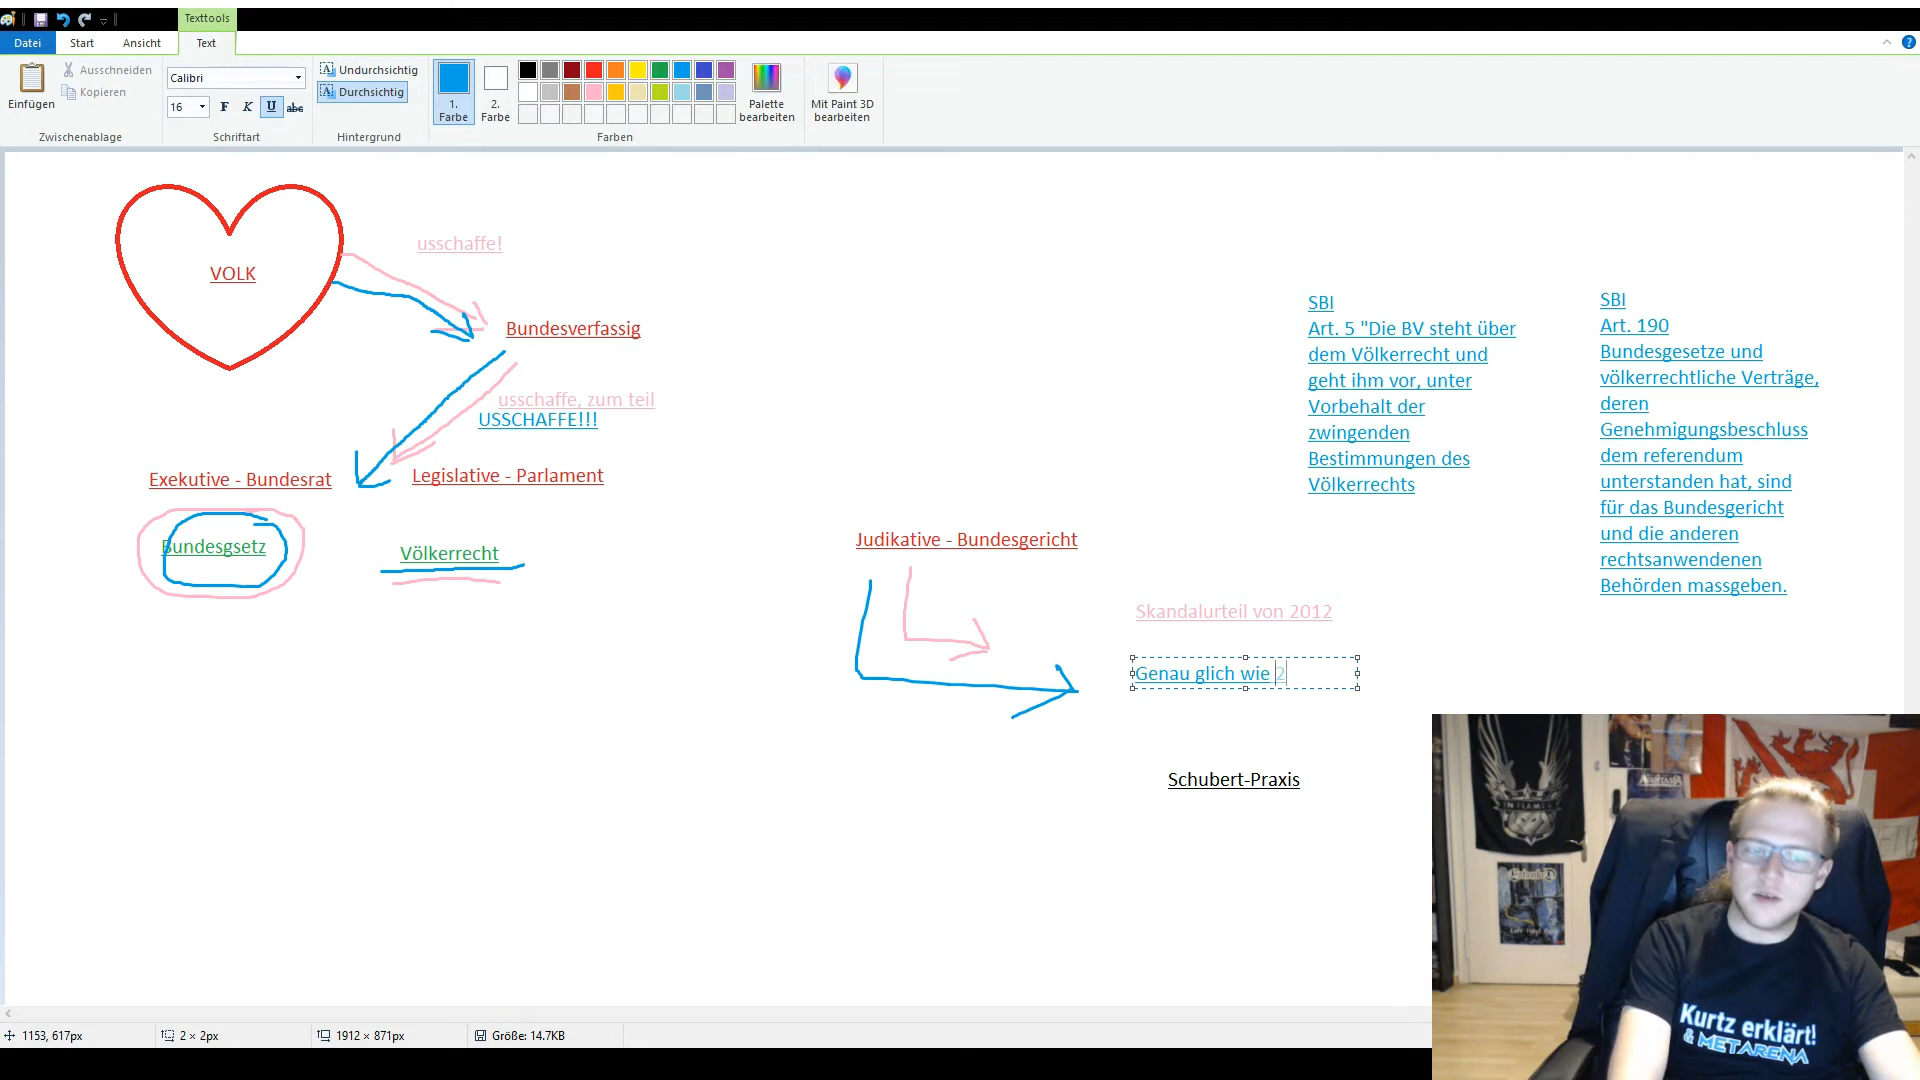 Texttools
Datei
Start
Ansicht
Text
Einfügen
Ausschneiden
Kopieren
Zwischenablage
Calibri
16
F K U abc
Schriftart
Undurchsichtig
Durchsichtig
Hintergrund
1.
Farbe
2.
Farbe
Farben
Palette
bearbeiten
Mit Paint 3D
bearbeiten
VOLK
usschaffe!
Bundesverfassig
usschaffe, zum teil
USSCHAFFE!!!
Exekutive - Bundesrat
Legislative - Parlament
Bundesgsetz
Völkerrecht
Judikative - Bundesgericht
Skandalurteil von 2012
Genau glich wie 2
Schubert-Praxis
SBI
Art. 5 "Die BV steht über
dem Völkerrecht und
geht ihm vor, unter
Vorbehalt der
zwingenden
Bestimmungen des
Völkerrechts
SBI
Art. 190
Bundesgesetze und
völkerrechtliche Verträge,
deren
Genehmigungsbeschluss
dem referendum
unterstanden hat, sind
für das Bundesgericht
und die anderen
rechtsanwendenen
Behörden massgeben.
IN FLAMES
Kurtz erklärt!
& METARENA
1153, 617px
2 × 2px
1912 × 871px
Größe: 14.7KB